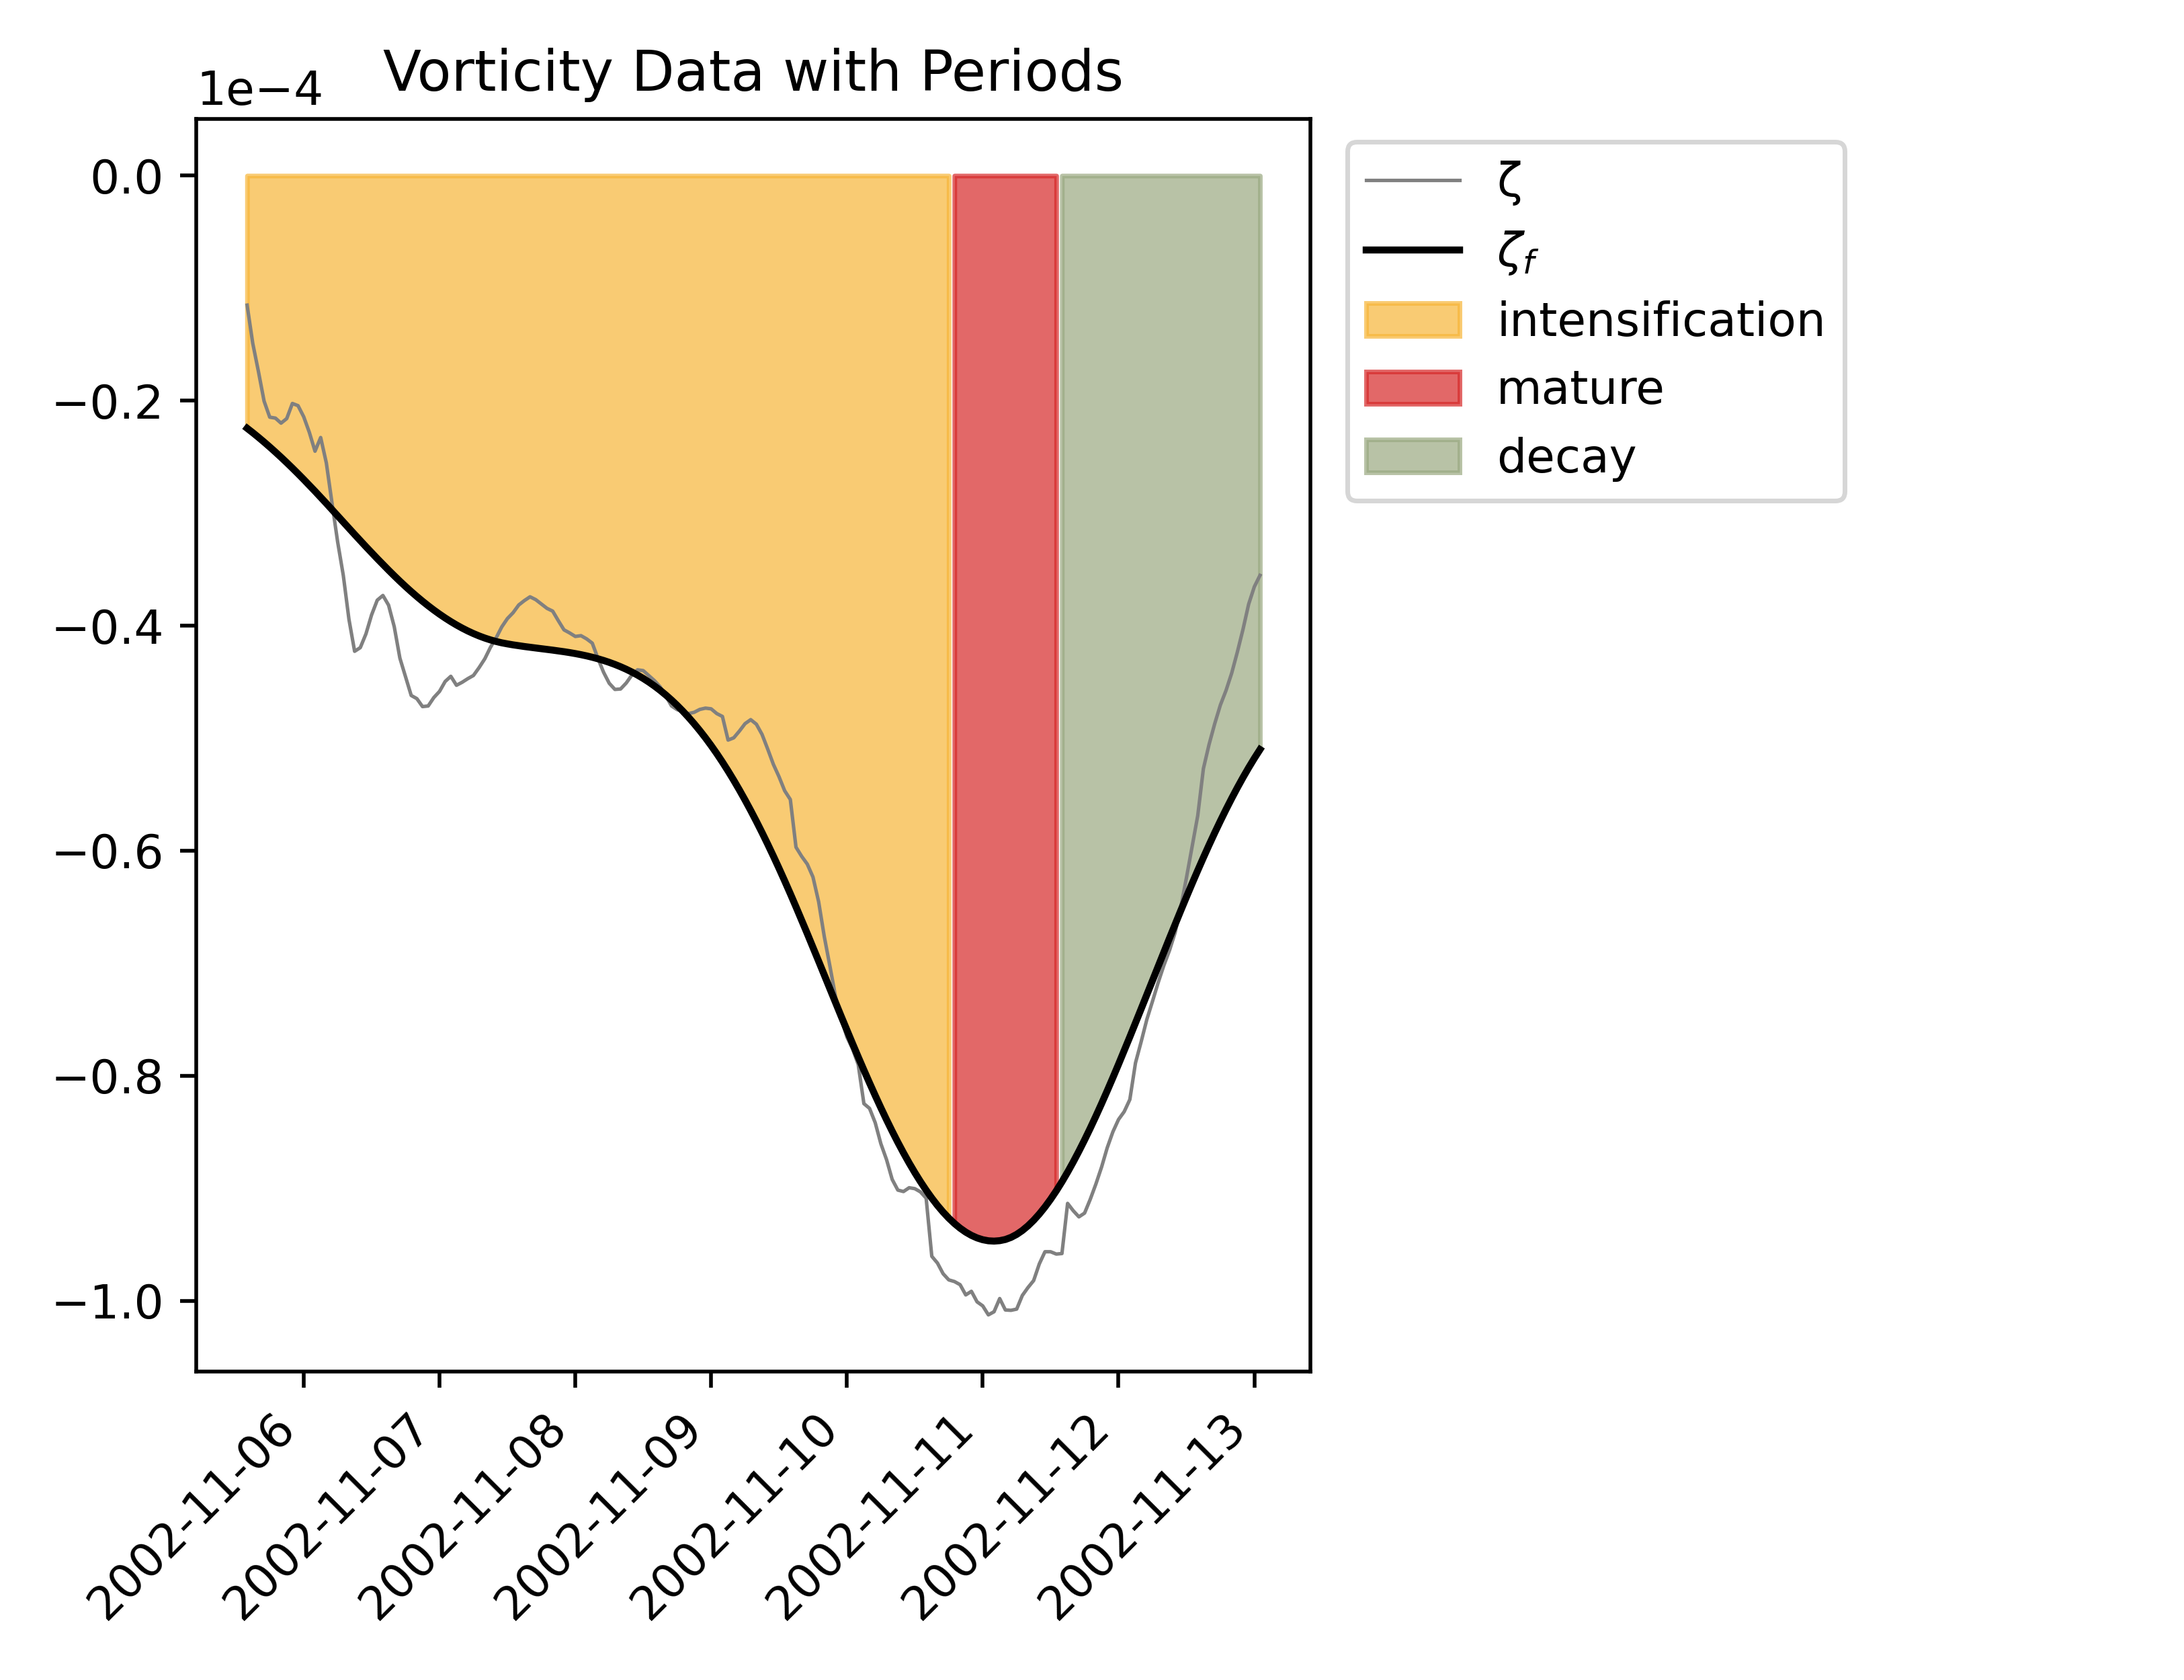 Vorticity Data with Periods
1e−4
0.0
−0.2
−0.4
−0.6
−0.8
−1.0
2002-11-06
2002-11-07
2002-11-08
2002-11-09
2002-11-10
2002-11-11
2002-11-12
2002-11-13
ζ
ζf
intensification
mature
decay